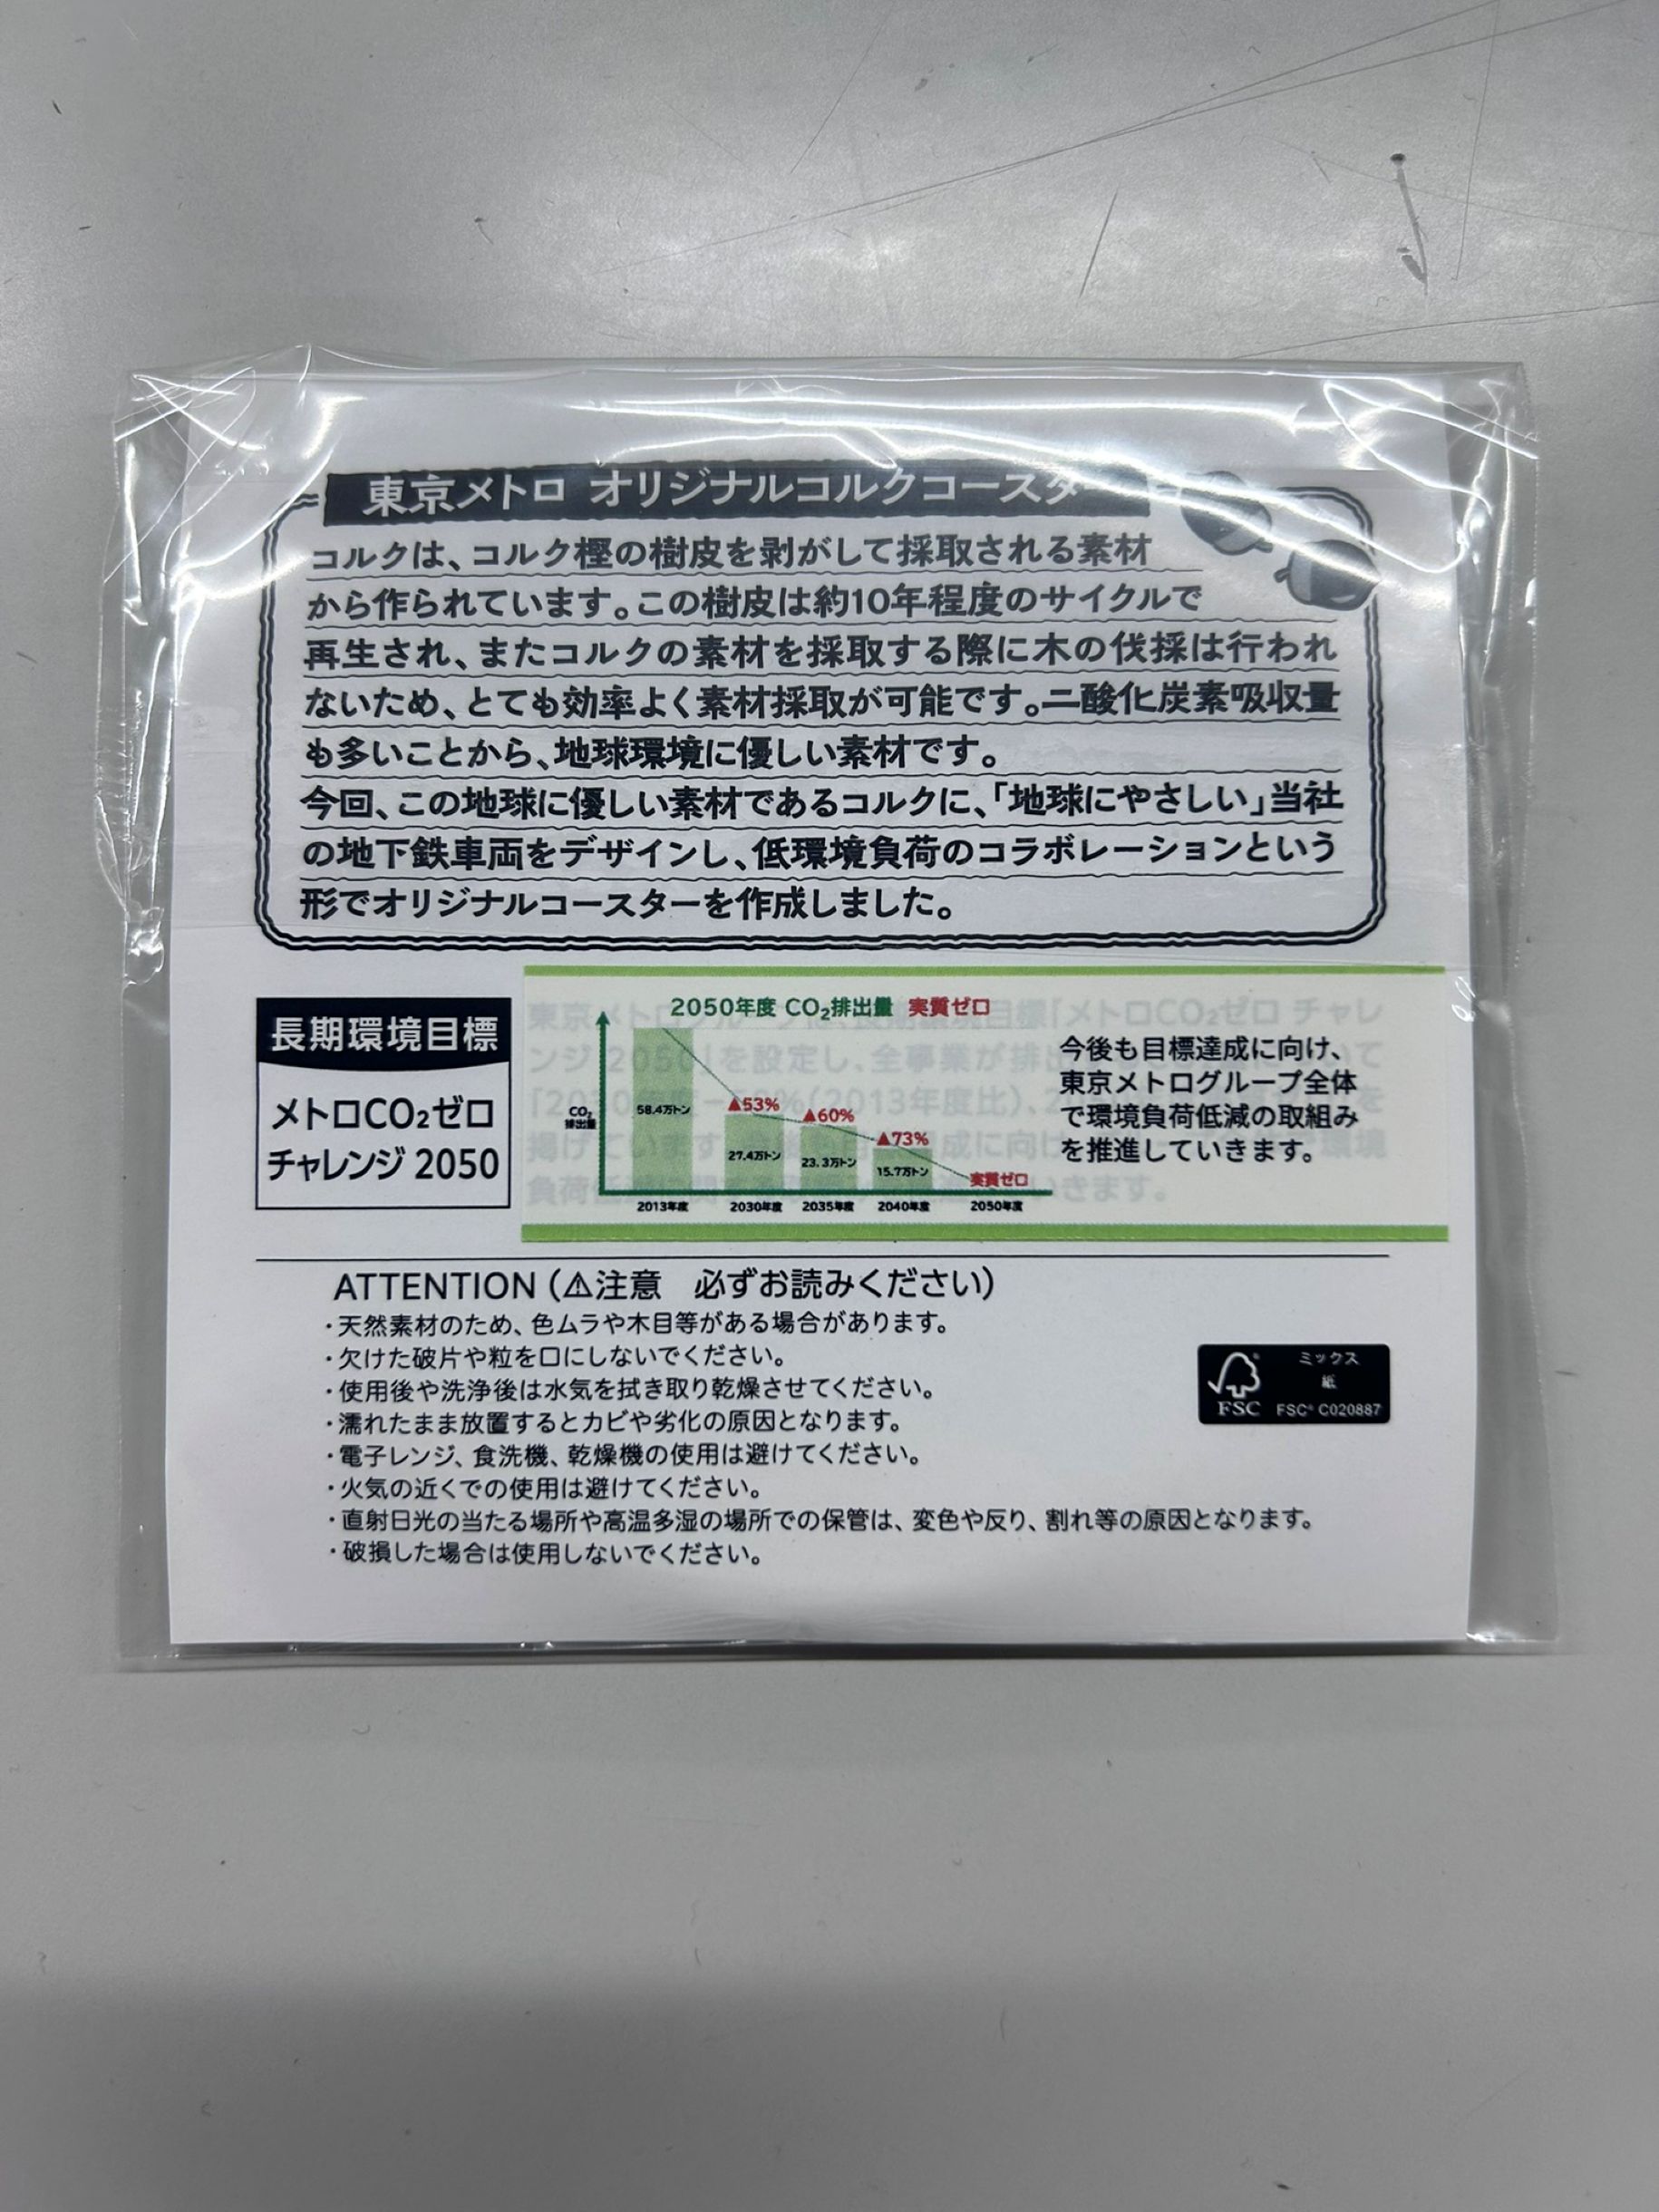 東京メトロ オリジナルコルクコースター
コルクは、コルク樫の樹皮を剥がして採取される素材
から作られています。この樹皮は約10年程度のサイクルで
再生され、またコルクの素材を採取する際に木の伐採は行われ
ないため、とても効率よく素材採取が可能です。二酸化炭素吸収量
も多いことから、地球環境に優しい素材です。
今回、この地球に優しい素材であるコルクに、「地球にやさしい」当社
の地下鉄車両をデザインし、低環境負荷のコラボレーションという
形でオリジナルコースターを作成しました。
長期環境目標
メトロCO₂ゼロ
チャレンジ 2050
2050年度 CO₂排出量 実質ゼロ
CO₂
排出量
58.4万トン
▲53%
27.4万トン
▲60%
23.3万トン
▲73%
15.7万トン
実質ゼロ
2013年度 2030年度 2035年度 2040年度 2050年度
今後も目標達成に向け、
東京メトログループ全体
で環境負荷低減の取組み
を推進していきます。
ATTENTION（⚠注意　必ずお読みください）
・天然素材のため、色ムラや木目等がある場合があります。
・欠けた破片や粒を口にしないでください。
・使用後や洗浄後は水気を拭き取り乾燥させてください。
・濡れたまま放置するとカビや劣化の原因となります。
・電子レンジ、食洗機、乾燥機の使用は避けてください。
・火気の近くでの使用は避けてください。
・直射日光の当たる場所や高温多湿の場所での保管は、変色や反り、割れ等の原因となります。
・破損した場合は使用しないでください。
ミックス
紙
FSC
FSC® C020887